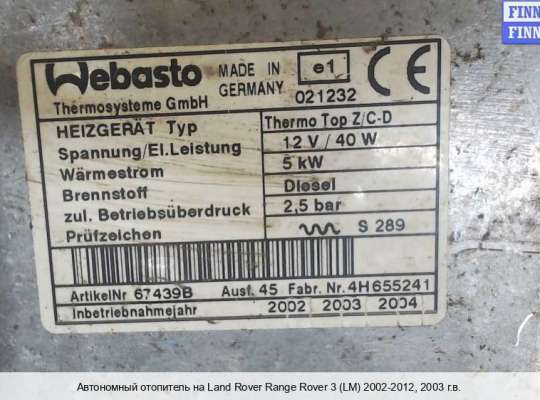 FINN
FINN
Webasto
Thermosysteme GmbH
MADE IN
GERMANY
e1
021232
CE
HEIZGERÄT Typ Thermo Top Z/C-D
Spannung/El.Leistung 12 V / 40 W
Wärmestrom 5 kW
Brennstoff Diesel
zul. Betriebsüberdruck 2,5 bar
Prüfzeichen S 289
ArtikelNr 67439B Ausf. 45 Fabr. Nr. 4H655241
Inbetriebnahmejahr 2002 2003 2004
Автономный отопитель на Land Rover Range Rover 3 (LM) 2002-2012, 2003 г.в.